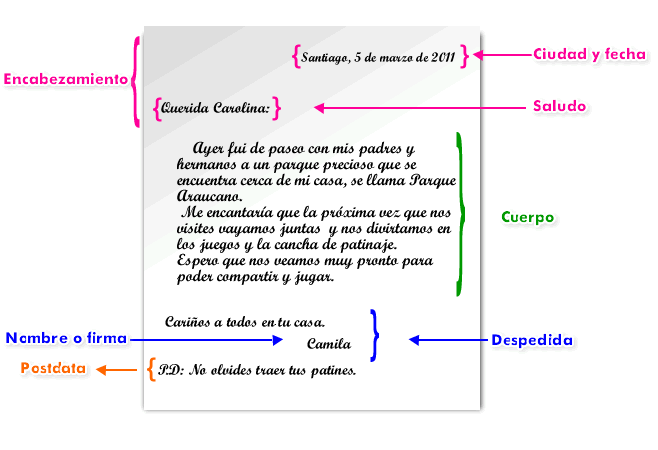 Santiago, 5 de marzo de 2011
Ciudad y fecha
Encabezamiento
Querida Carolina:
Saludo
Ayer fui de paseo con mis padres y
hermanos a un parque precioso que se
encuentra cerca de mi casa, se llama Parque
Araucano.
Me encantaría que la próxima vez que nos
visites vayamos juntas y nos divirtamos en
los juegos y la cancha de patinaje.
Espero que nos veamos muy pronto para
poder compartir y jugar.
Cuerpo
Cariños a todos en tu casa.
Nombre o firma
Camila
Despedida
Postdata
P.D: No olvides traer tus patines.